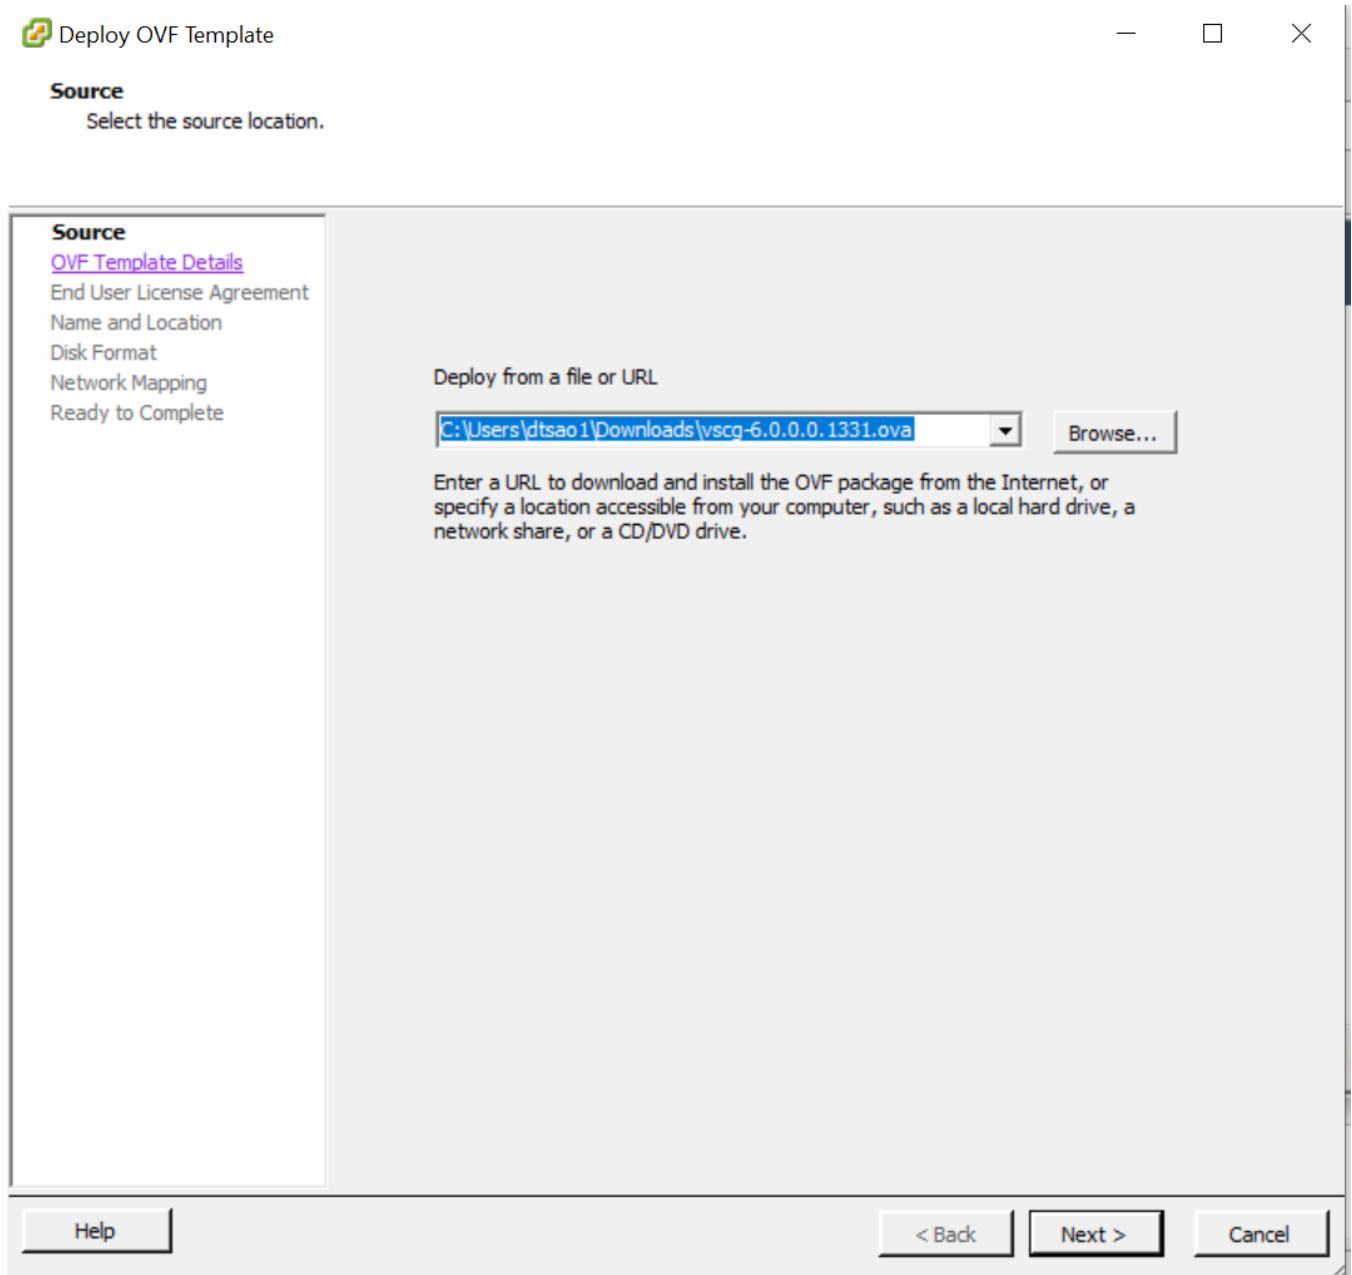 Deploy OVF Template
Source
Select the source location.
Source
OVF Template Details
End User License Agreement
Name and Location
Disk Format
Network Mapping
Ready to Complete
Deploy from a file or URL
C:\Users\dtsao1\Downloads\vscg-6.0.0.0.1331.ova
Browse...
Enter a URL to download and install the OVF package from the Internet, or
specify a location accessible from your computer, such as a local hard drive, a
network share, or a CD/DVD drive.
Help
< Back
Next >
Cancel